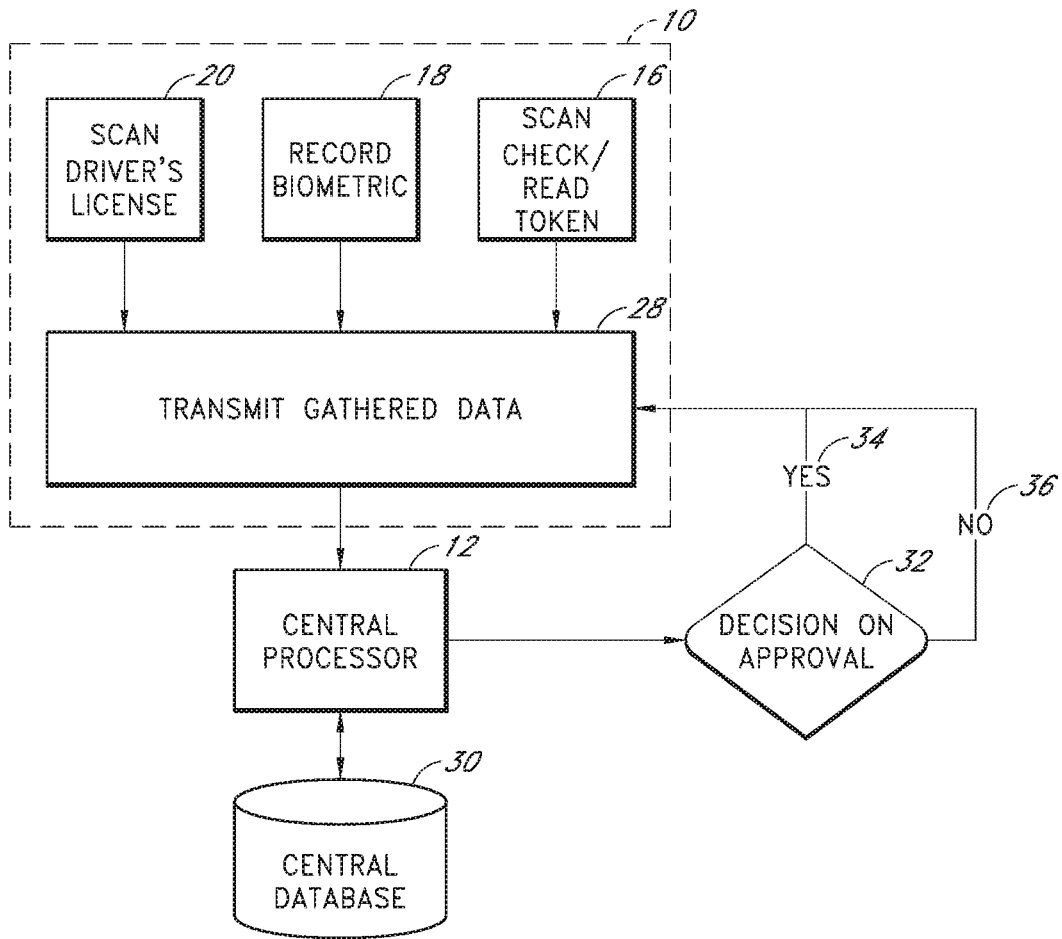 10
20
18
16
SCAN
DRIVER'S
LICENSE
RECORD
BIOMETRIC
SCAN
CHECK/
READ
TOKEN
28
TRANSMIT GATHERED DATA
34
YES
36
NO
12
32
CENTRAL
PROCESSOR
DECISION ON
APPROVAL
30
CENTRAL
DATABASE